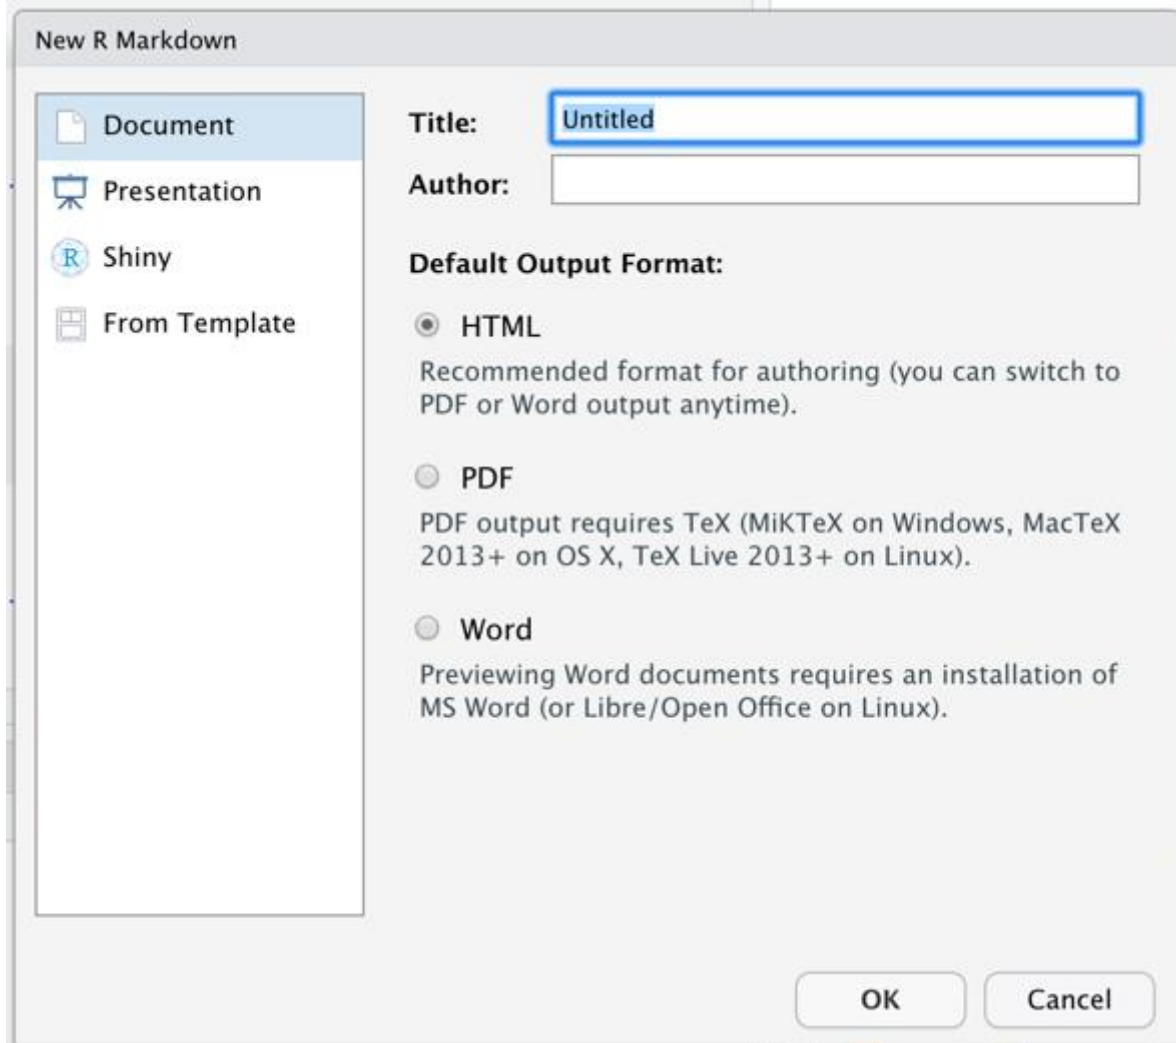 New R Markdown
Document
Presentation
R Shiny
From Template
Title: Untitled
Author:
Default Output Format:
HTML
Recommended format for authoring (you can switch to
PDF or Word output anytime).
PDF
PDF output requires TeX (MiKTeX on Windows, MacTeX
2013+ on OS X, TeX Live 2013+ on Linux).
Word
Previewing Word documents requires an installation of
MS Word (or Libre/Open Office on Linux).
OK Cancel